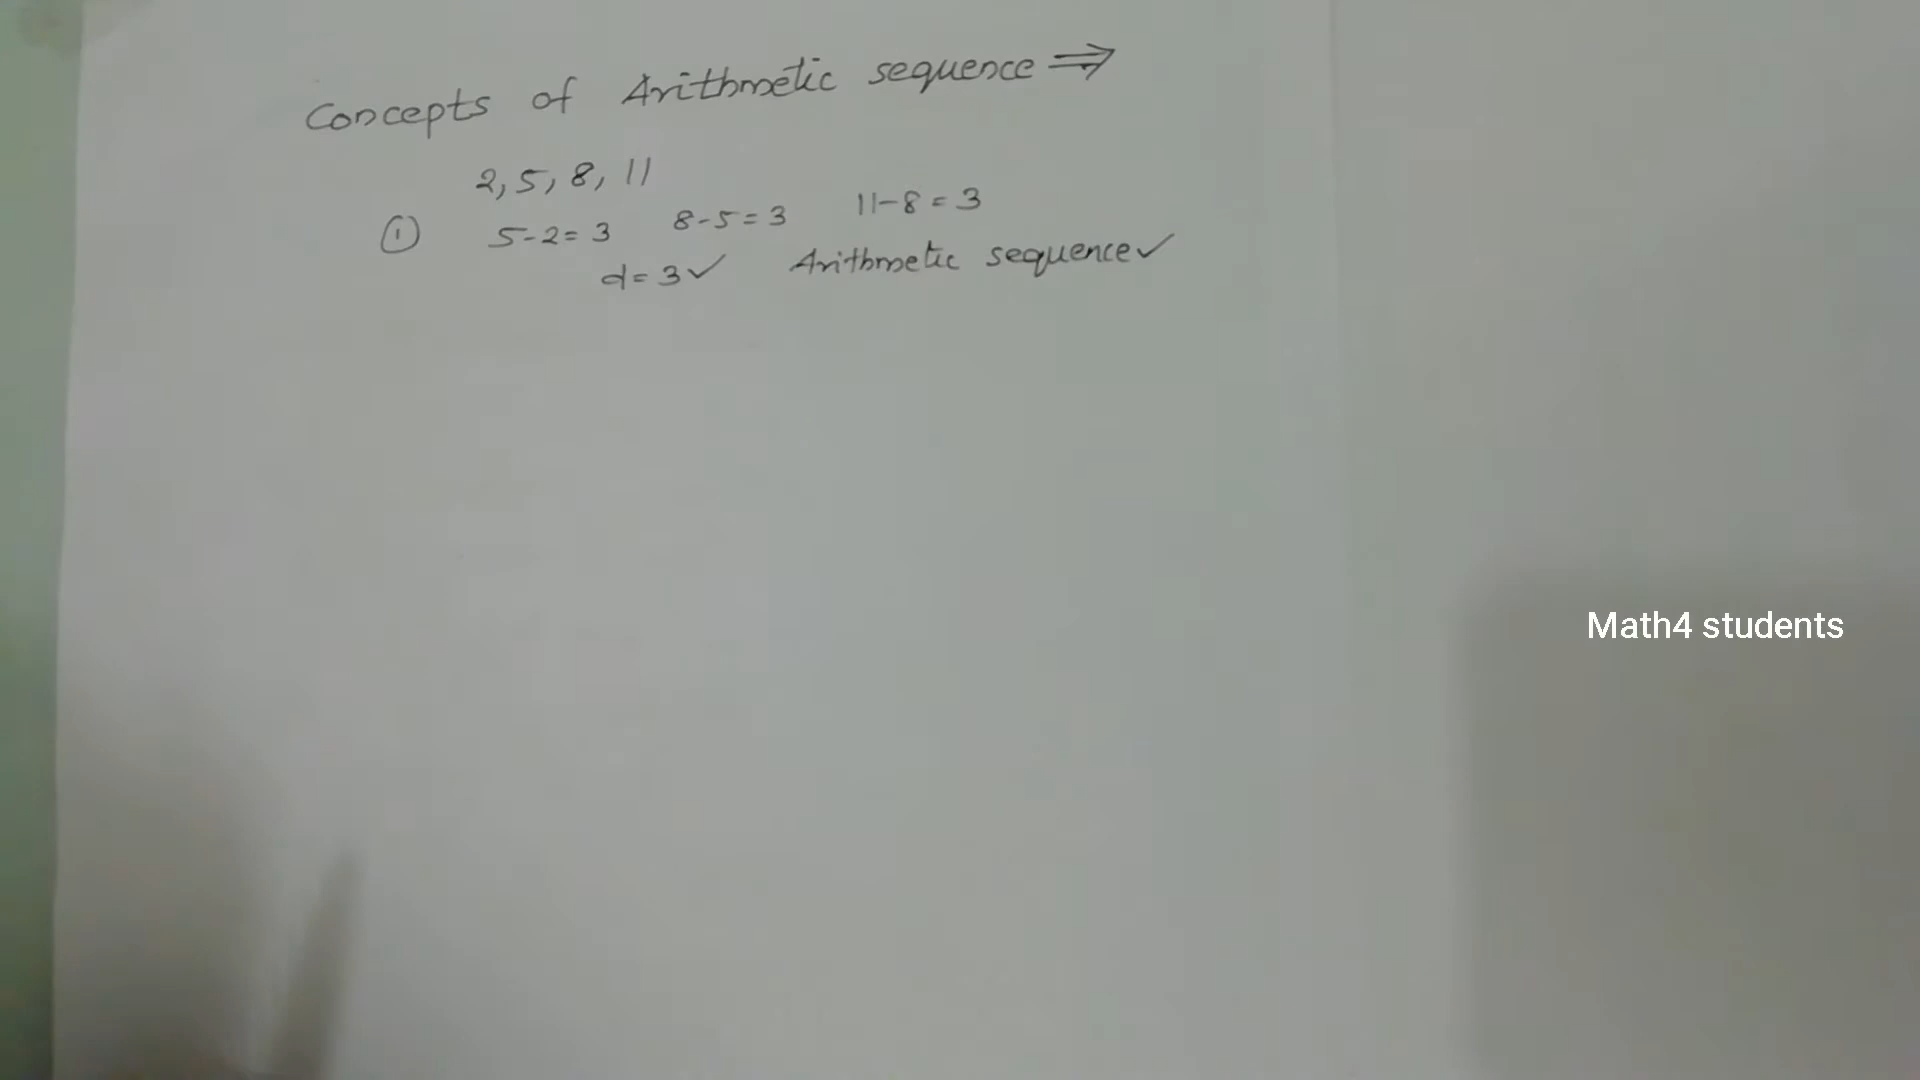 Concepts of Arithmetic sequence ⇒
2, 5, 8, 11
① 5-2=3 8-5=3 11-8=3
d=3✓ Arithmetic sequence✓
Math4 students